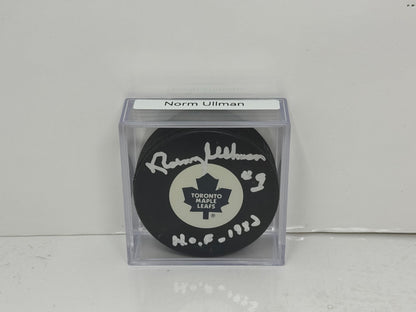 Norm Ullman
Norm Ullman
#9
TORONTO
MAPLE
LEAFS
H.O.F-1982